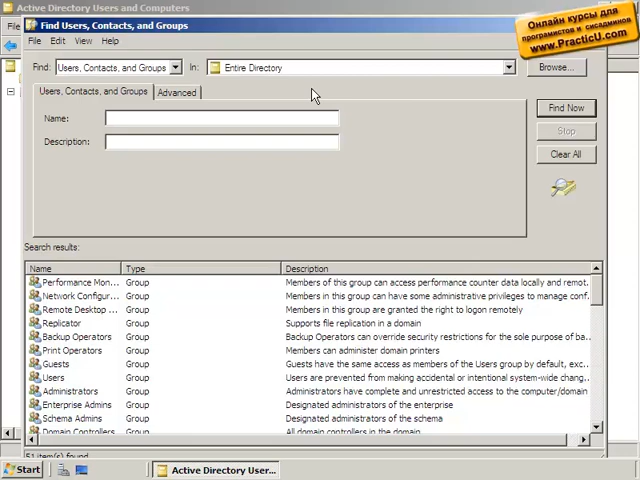 Active Directory Users and Computers
Онлайн курсы для
програмистов и сисадминов
www.PracticU.com
Find Users, Contacts, and Groups
File Edit View Help
Find: Users, Contacts, and Groups In: Entire Directory Browse...
Users, Contacts, and Groups Advanced
Name:
Description:
Find Now
Stop
Clear All
Search results:
Name Type Description
Performance Mon... Group Members of this group can access performance counter data locally and remot...
Network Configur... Group Members in this group can have some administrative privileges to manage conf...
Remote Desktop ... Group Members in this group are granted the right to logon remotely
Replicator Group Supports file replication in a domain
Backup Operators Group Backup Operators can override security restrictions for the sole purpose of ba...
Print Operators Group Members can administer domain printers
Guests Group Guests have the same access as members of the Users group by default, exc...
Users Group Users are prevented from making accidental or intentional system-wide chang...
Administrators Group Administrators have complete and unrestricted access to the computer/domain
Enterprise Admins Group Designated administrators of the enterprise
Schema Admins Group Designated administrators of the schema
Domain Controllers Group All domain controllers in the domain
51 item(s) found
Start Active Directory User...